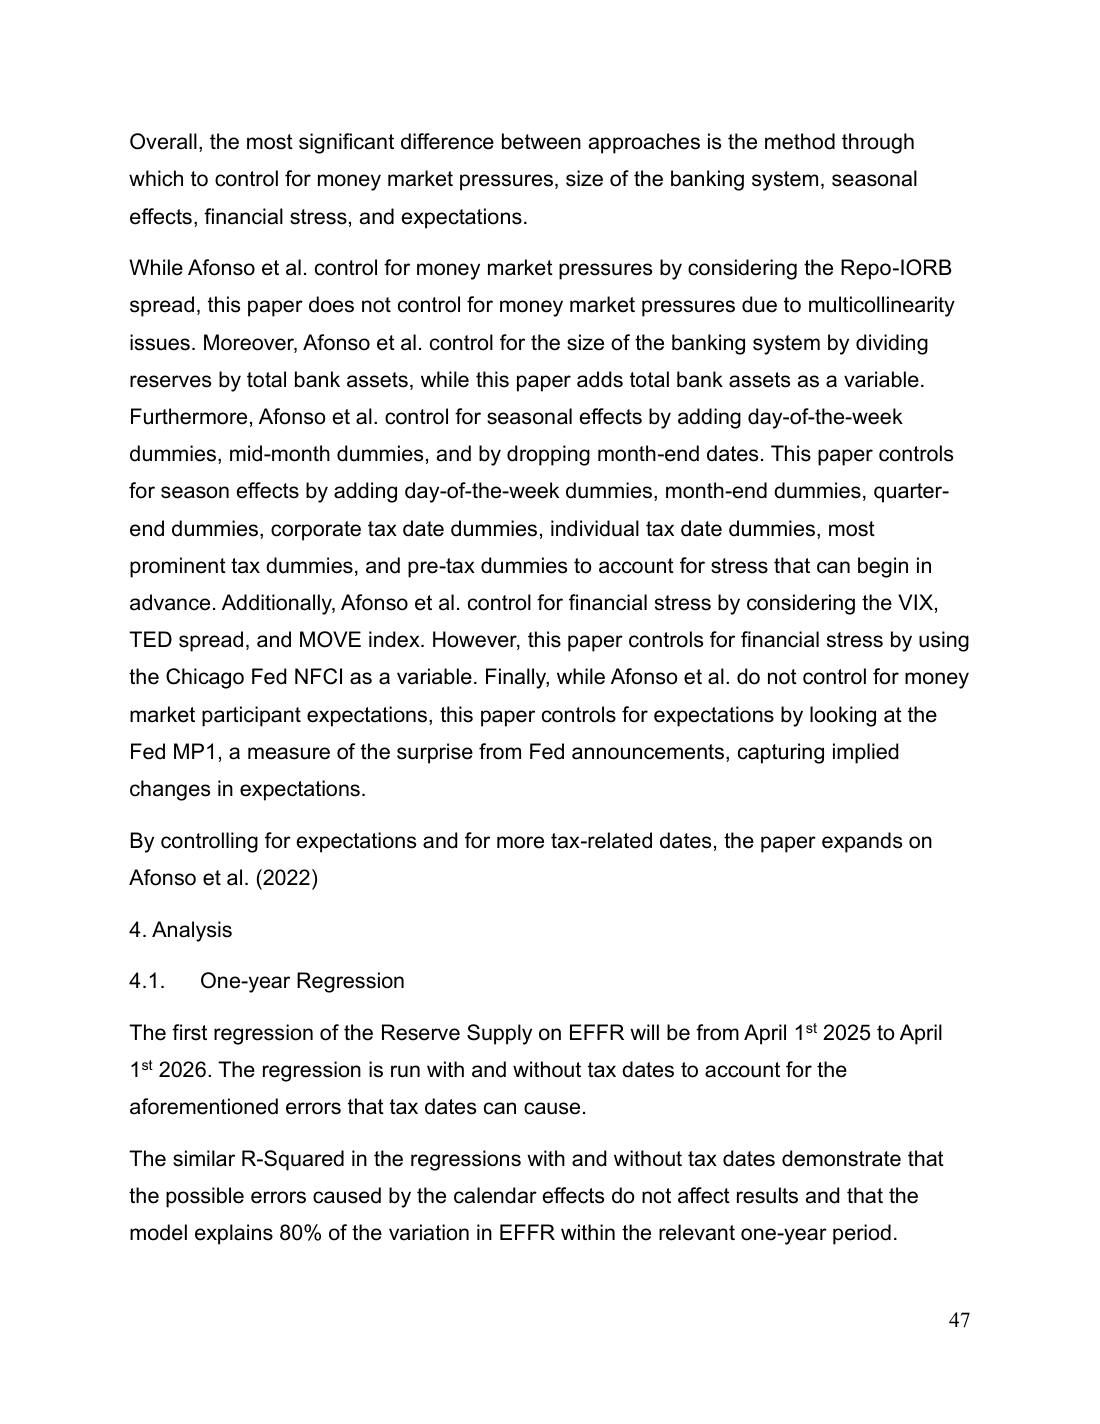 Overall, the most significant difference between approaches is the method through
which to control for money market pressures, size of the banking system, seasonal
effects, financial stress, and expectations.
While Afonso et al. control for money market pressures by considering the Repo-IORB
spread, this paper does not control for money market pressures due to multicollinearity
issues. Moreover, Afonso et al. control for the size of the banking system by dividing
reserves by total bank assets, while this paper adds total bank assets as a variable.
Furthermore, Afonso et al. control for seasonal effects by adding day-of-the-week
dummies, mid-month dummies, and by dropping month-end dates. This paper controls
for season effects by adding day-of-the-week dummies, month-end dummies, quarter-
end dummies, corporate tax date dummies, individual tax date dummies, most
prominent tax dummies, and pre-tax dummies to account for stress that can begin in
advance. Additionally, Afonso et al. control for financial stress by considering the VIX,
TED spread, and MOVE index. However, this paper controls for financial stress by using
the Chicago Fed NFCI as a variable. Finally, while Afonso et al. do not control for money
market participant expectations, this paper controls for expectations by looking at the
Fed MP1, a measure of the surprise from Fed announcements, capturing implied
changes in expectations.
By controlling for expectations and for more tax-related dates, the paper expands on
Afonso et al. (2022)
4. Analysis
4.1. One-year Regression
The first regression of the Reserve Supply on EFFR will be from April 1st 2025 to April
1st 2026. The regression is run with and without tax dates to account for the
aforementioned errors that tax dates can cause.
The similar R-Squared in the regressions with and without tax dates demonstrate that
the possible errors caused by the calendar effects do not affect results and that the
model explains 80% of the variation in EFFR within the relevant one-year period.
47